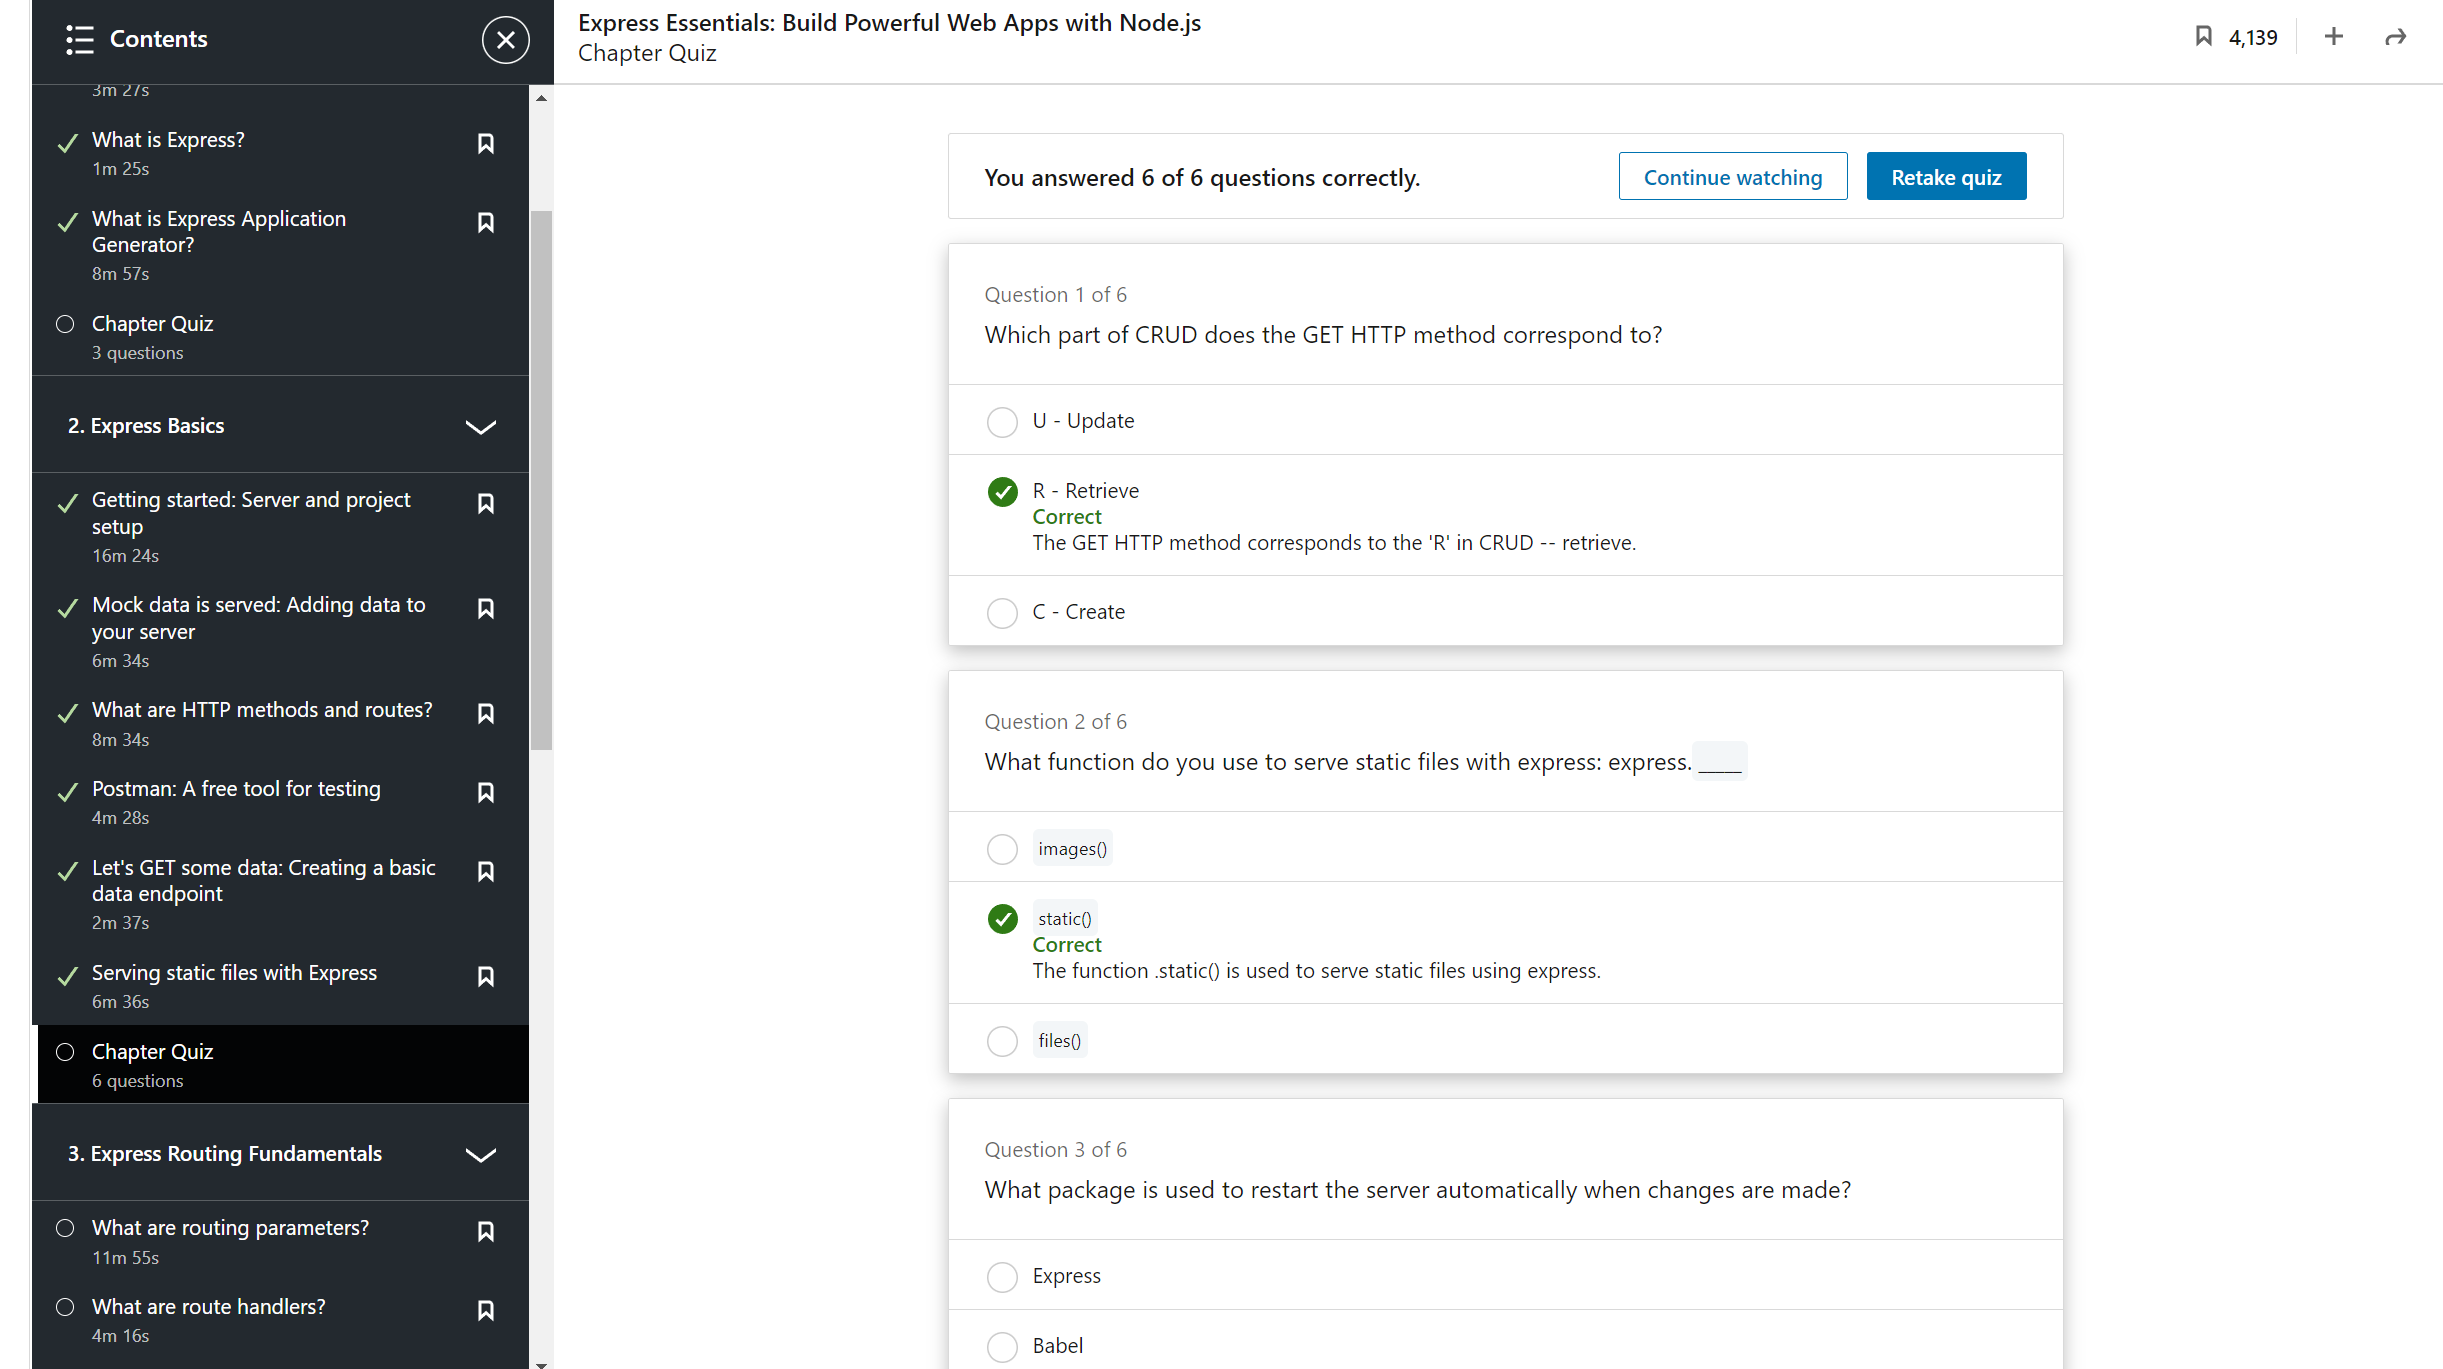 Contents
3m 27s
What is Express?
1m 25s
What is Express Application
Generator?
8m 57s
Chapter Quiz
3 questions
2. Express Basics
Getting started: Server and project
setup
16m 24s
Mock data is served: Adding data to
your server
6m 34s
What are HTTP methods and routes?
8m 34s
Postman: A free tool for testing
4m 28s
Let's GET some data: Creating a basic
data endpoint
2m 37s
Serving static files with Express
6m 36s
Chapter Quiz
6 questions
3. Express Routing Fundamentals
What are routing parameters?
11m 55s
What are route handlers?
4m 16s
Express Essentials: Build Powerful Web Apps with Node.js
Chapter Quiz
4,139
You answered 6 of 6 questions correctly.
Continue watching
Retake quiz
Question 1 of 6
Which part of CRUD does the GET HTTP method correspond to?
U - Update
R - Retrieve
Correct
The GET HTTP method corresponds to the 'R' in CRUD -- retrieve.
C - Create
Question 2 of 6
What function do you use to serve static files with express: express. ____
images()
static()
Correct
The function .static() is used to serve static files using express.
files()
Question 3 of 6
What package is used to restart the server automatically when changes are made?
Express
Babel